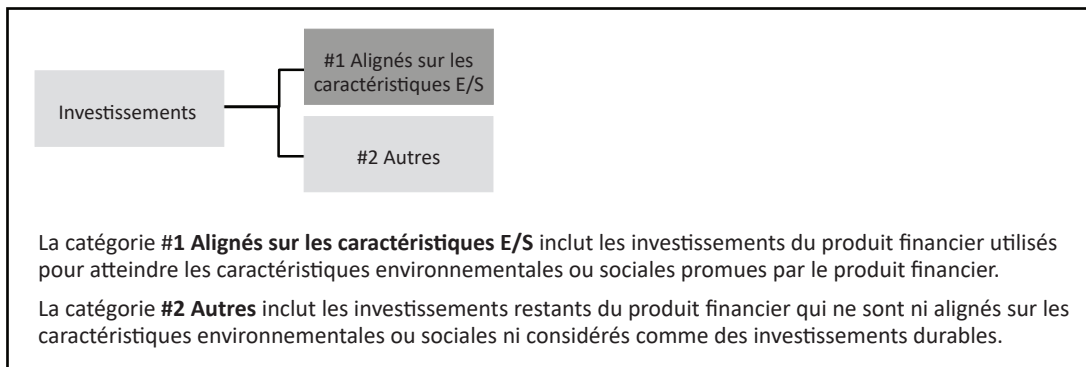 #1 Alignés sur les
caractéristiques E/S
Investissements
#2 Autres
La catégorie #1 Alignés sur les caractéristiques E/S inclut les investissements du produit financier utilisés
pour atteindre les caractéristiques environnementales ou sociales promues par le produit financier.
La catégorie #2 Autres inclut les investissements restants du produit financier qui ne sont ni alignés sur les
caractéristiques environnementales ou sociales ni considérés comme des investissements durables.